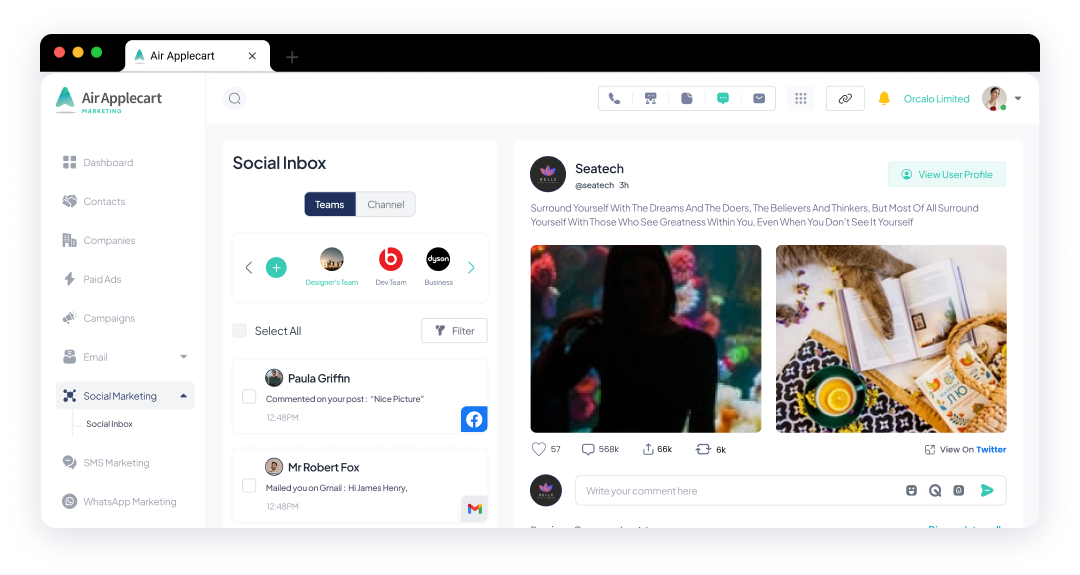 Air Applecart
Air Applecart
MARKETING
Orcalo Limited
Dashboard
Contacts
Companies
Paid Ads
Campaigns
Email
Social Marketing
Social Inbox
SMS Marketing
WhatsApp Marketing
Social Inbox
Teams
Channel
Designer's Team
Dev Team
dyson
Business
Select All
Filter
Paula Griffin
Commented on your post : "Nice Picture"
12:48PM
Mr Robert Fox
Mailed you on Gmail : Hi James Henry,
12:48PM
Seatech
@seatech 3h
View User Profile
Surround Yourself With The Dreams And The Doers, The Believers And Thinkers, But Most Of All Surround
Yourself With Those Who See Greatness Within You, Even When You Don't See It Yourself
57
568k
66k
6k
View On Twitter
Write your comment here